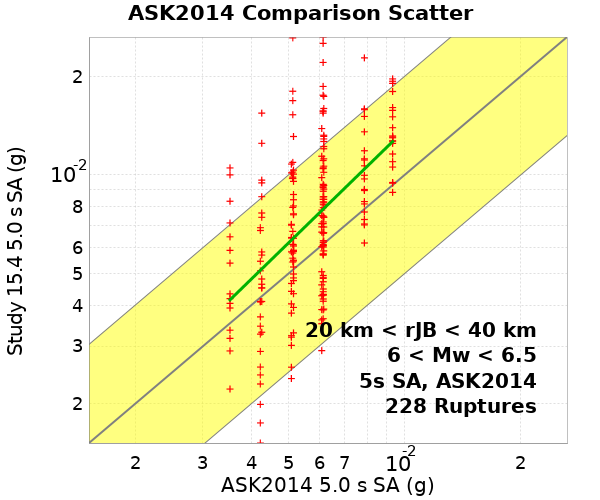 ASK2014 Comparison Scatter
Study 15.4 5.0 s SA (g)
2
10-2
8
6
5
4
3
2
20 km < rJB < 40 km
6 < Mw < 6.5
5s SA, ASK2014
228 Ruptures
2 3 4 5 6 7 10-2 2
ASK2014 5.0 s SA (g)